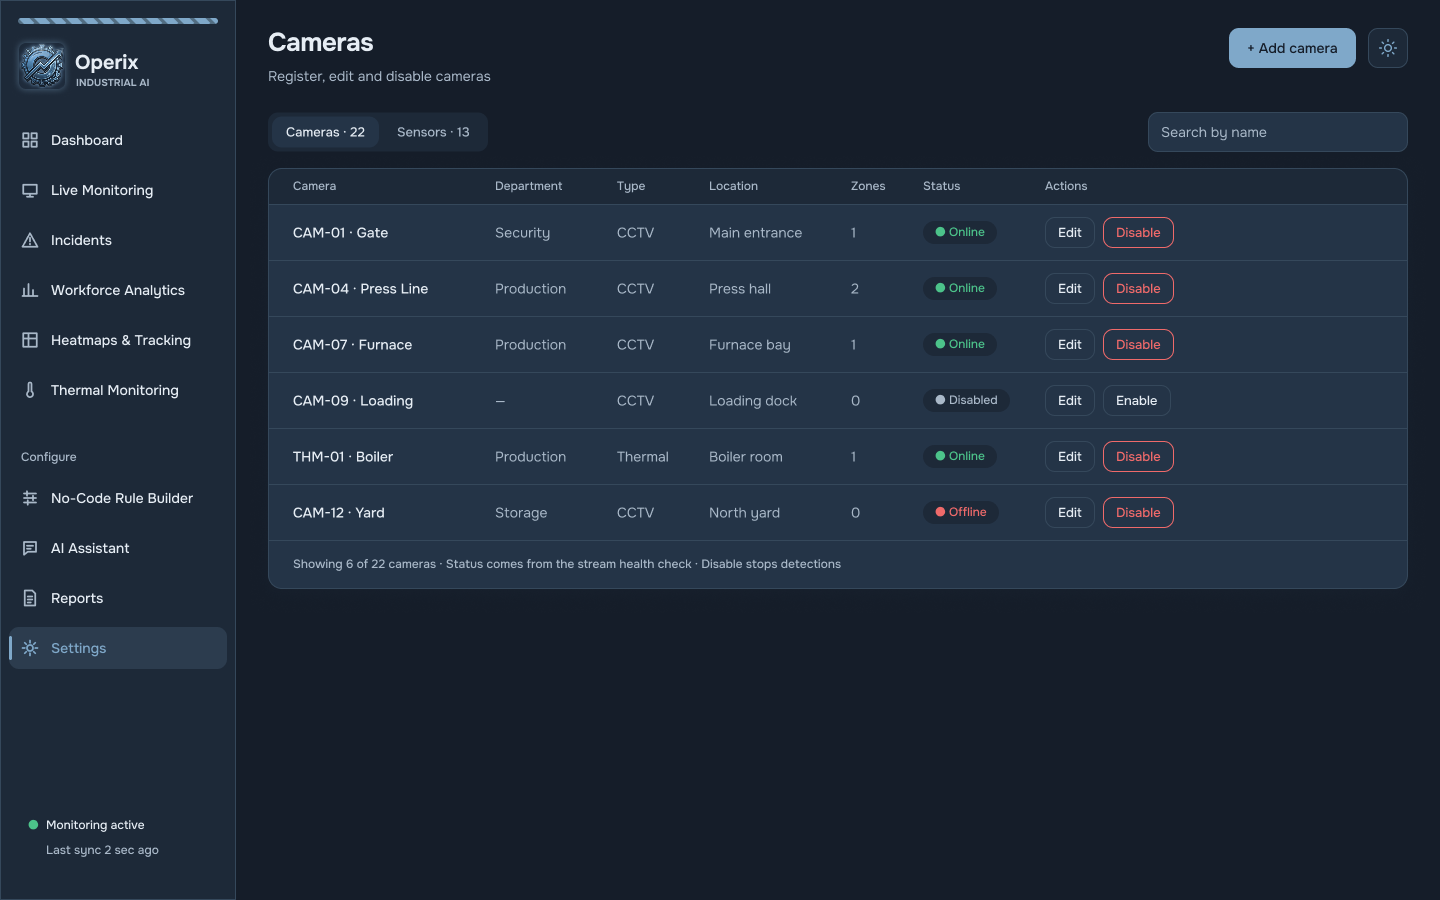 Operix
INDUSTRIAL AI
Dashboard
Live Monitoring
Incidents
Workforce Analytics
Heatmaps & Tracking
Thermal Monitoring
Configure
No-Code Rule Builder
AI Assistant
Reports
Settings
Monitoring active
Last sync 2 sec ago
Cameras
Register, edit and disable cameras
+ Add camera
Cameras · 22 Sensors · 13
Search by name
Camera Department Type Location Zones Status Actions
CAM-01 · Gate Security CCTV Main entrance 1 Online Edit Disable
CAM-04 · Press Line Production CCTV Press hall 2 Online Edit Disable
CAM-07 · Furnace Production CCTV Furnace bay 1 Online Edit Disable
CAM-09 · Loading — CCTV Loading dock 0 Disabled Edit Enable
THM-01 · Boiler Production Thermal Boiler room 1 Online Edit Disable
CAM-12 · Yard Storage CCTV North yard 0 Offline Edit Disable
Showing 6 of 22 cameras · Status comes from the stream health check · Disable stops detections